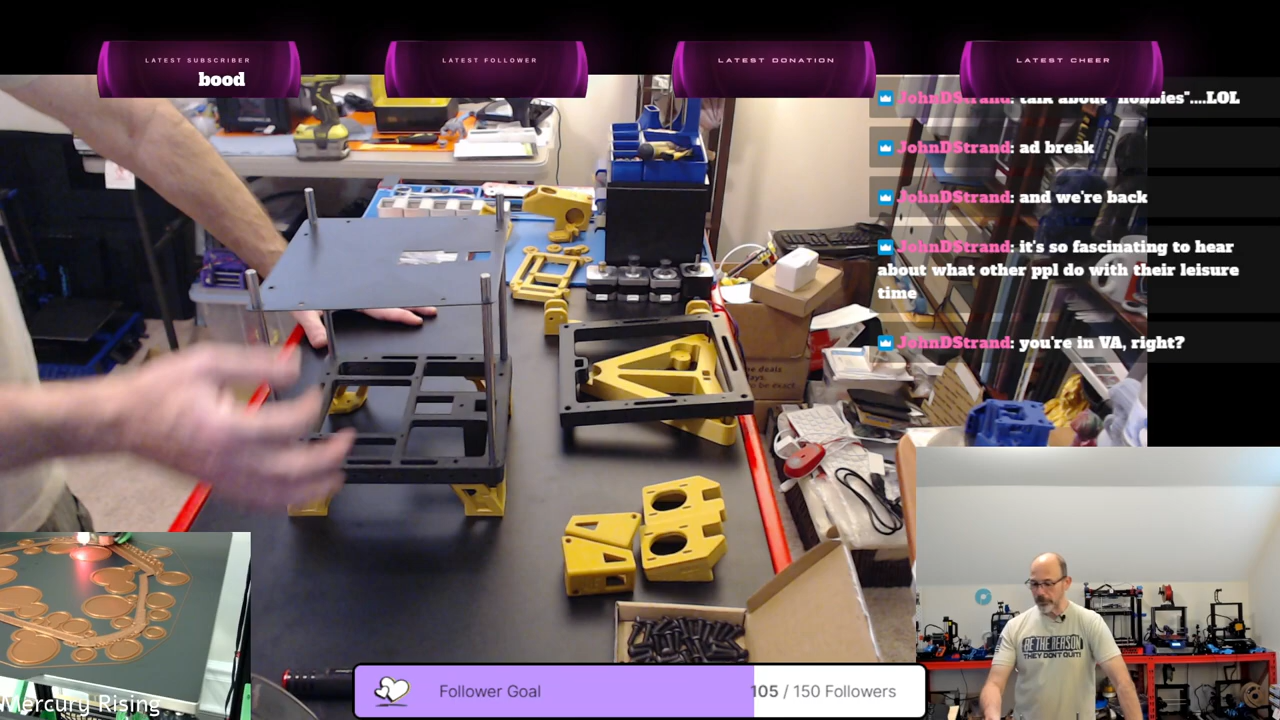 LATEST SUBSCRIBER
bood
LATEST FOLLOWER
LATEST DONATION
LATEST CHEER
JohnDStrand: talk about "hobbies"....LOL
JohnDStrand: ad break
JohnDStrand: and we're back
JohnDStrand: it's so fascinating to hear
about what other ppl do with their leisure
time
JohnDStrand: you're in VA, right?
BE THE REASON
THEY DON'T QUIT!
Follower Goal
105 / 150 Followers
Mercury Rising